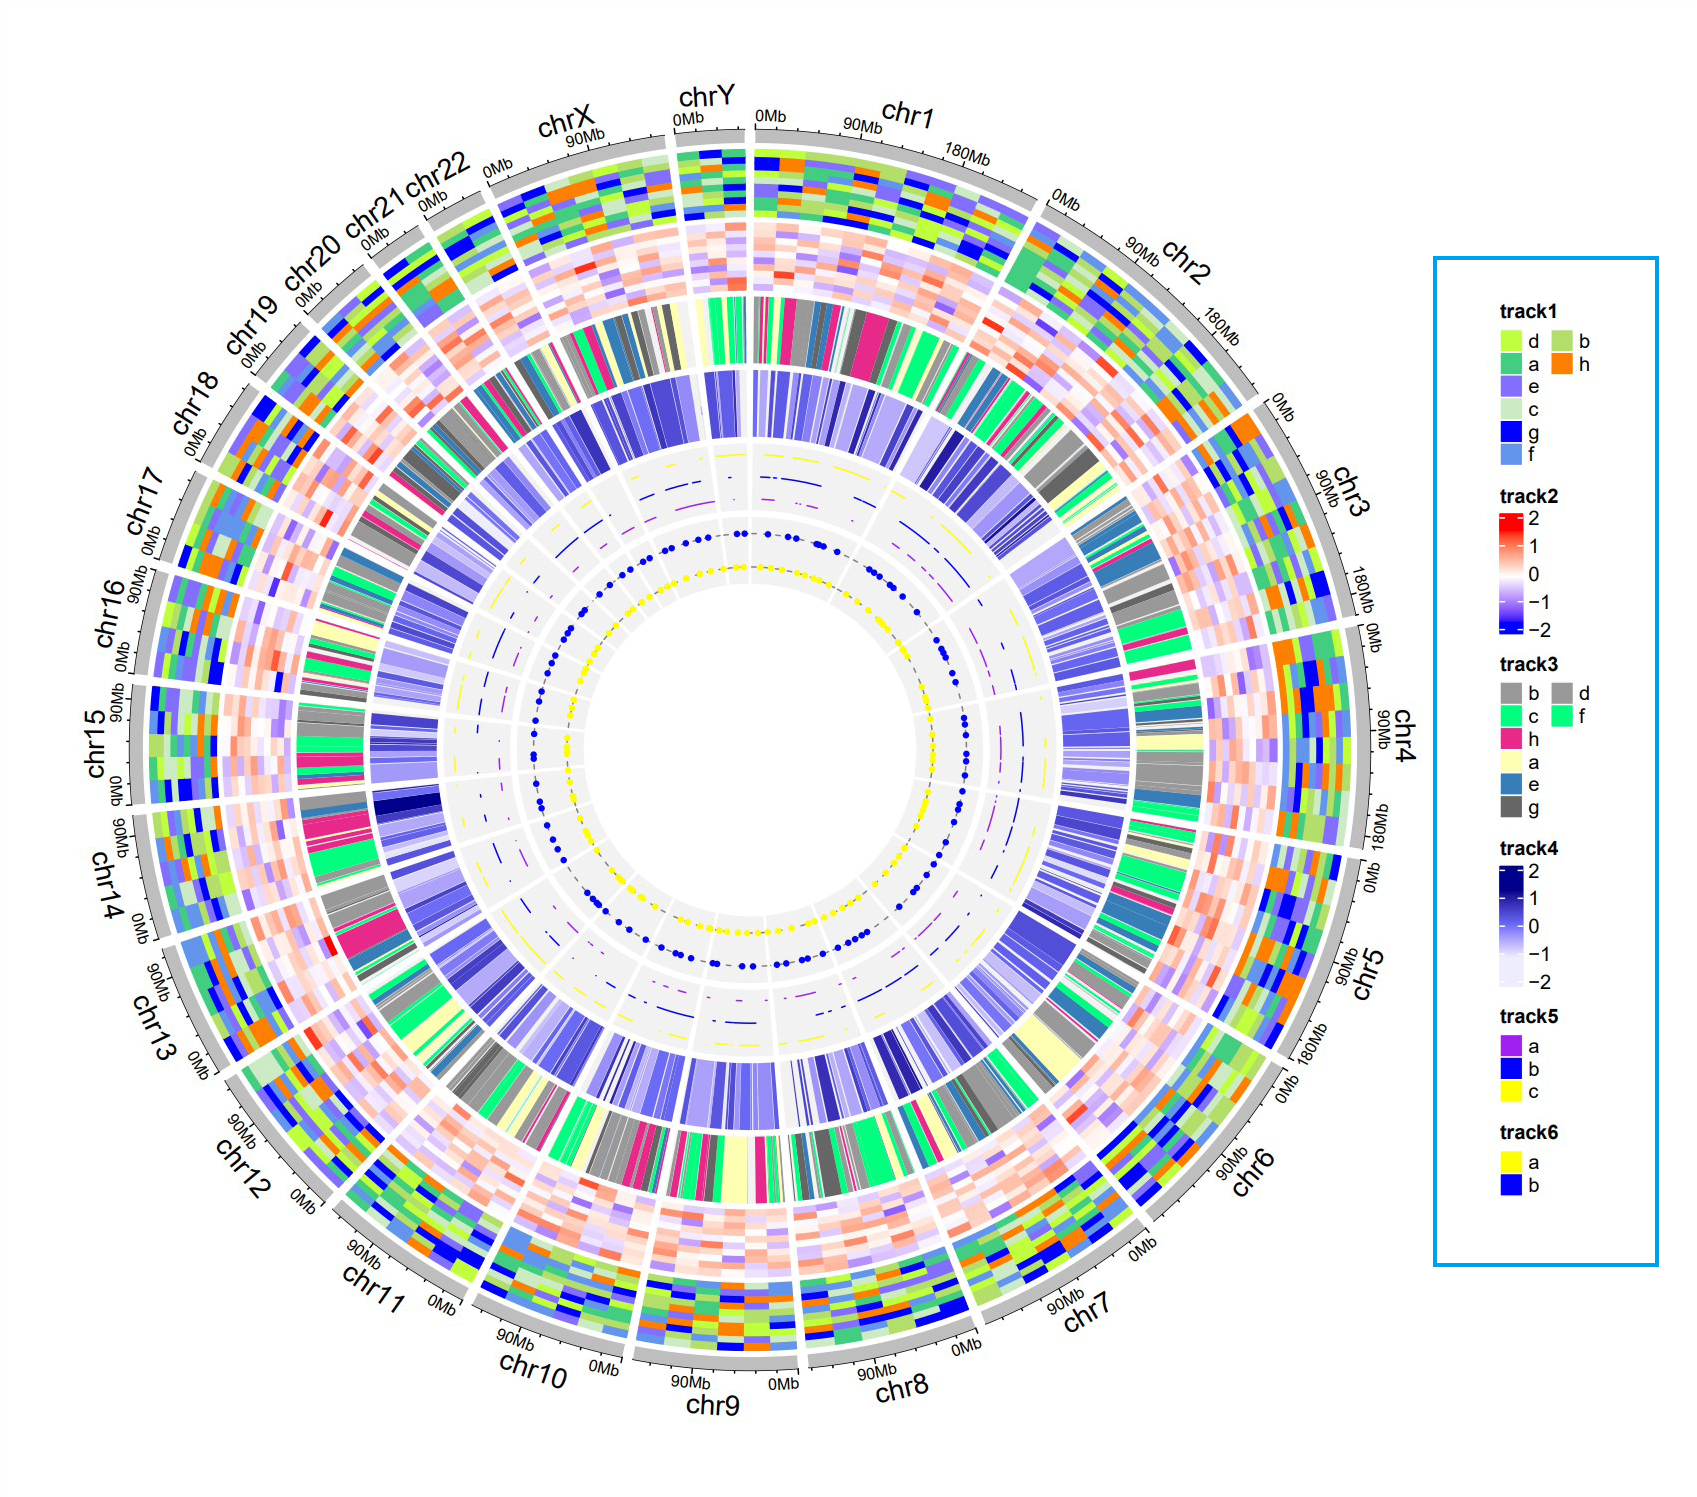 chr1
0Mb
90Mb
180Mb
chr2
0Mb
90Mb
180Mb
chr3
0Mb
90Mb
180Mb
chr4
0Mb
90Mb
180Mb
chr5
0Mb
90Mb
180Mb
chr6
0Mb
90Mb
chr7
0Mb
90Mb
chr8
0Mb
90Mb
chr9
0Mb
90Mb
chr10
0Mb
90Mb
chr11
0Mb
90Mb
chr12
0Mb
90Mb
chr13
0Mb
90Mb
chr14
0Mb
90Mb
chr15
0Mb
90Mb
chr16
0Mb
90Mb
chr17
0Mb
chr18
0Mb
chr19
0Mb
chr20
0Mb
chr21
0Mb
chr22
0Mb
chrX
0Mb
90Mb
chrY
0Mb
track1
d b
a h
e
c
g
f
track2
2
1
0
−1
−2
track3
b d
c f
h
a
e
g
track4
2
1
0
−1
−2
track5
a
b
c
track6
a
b